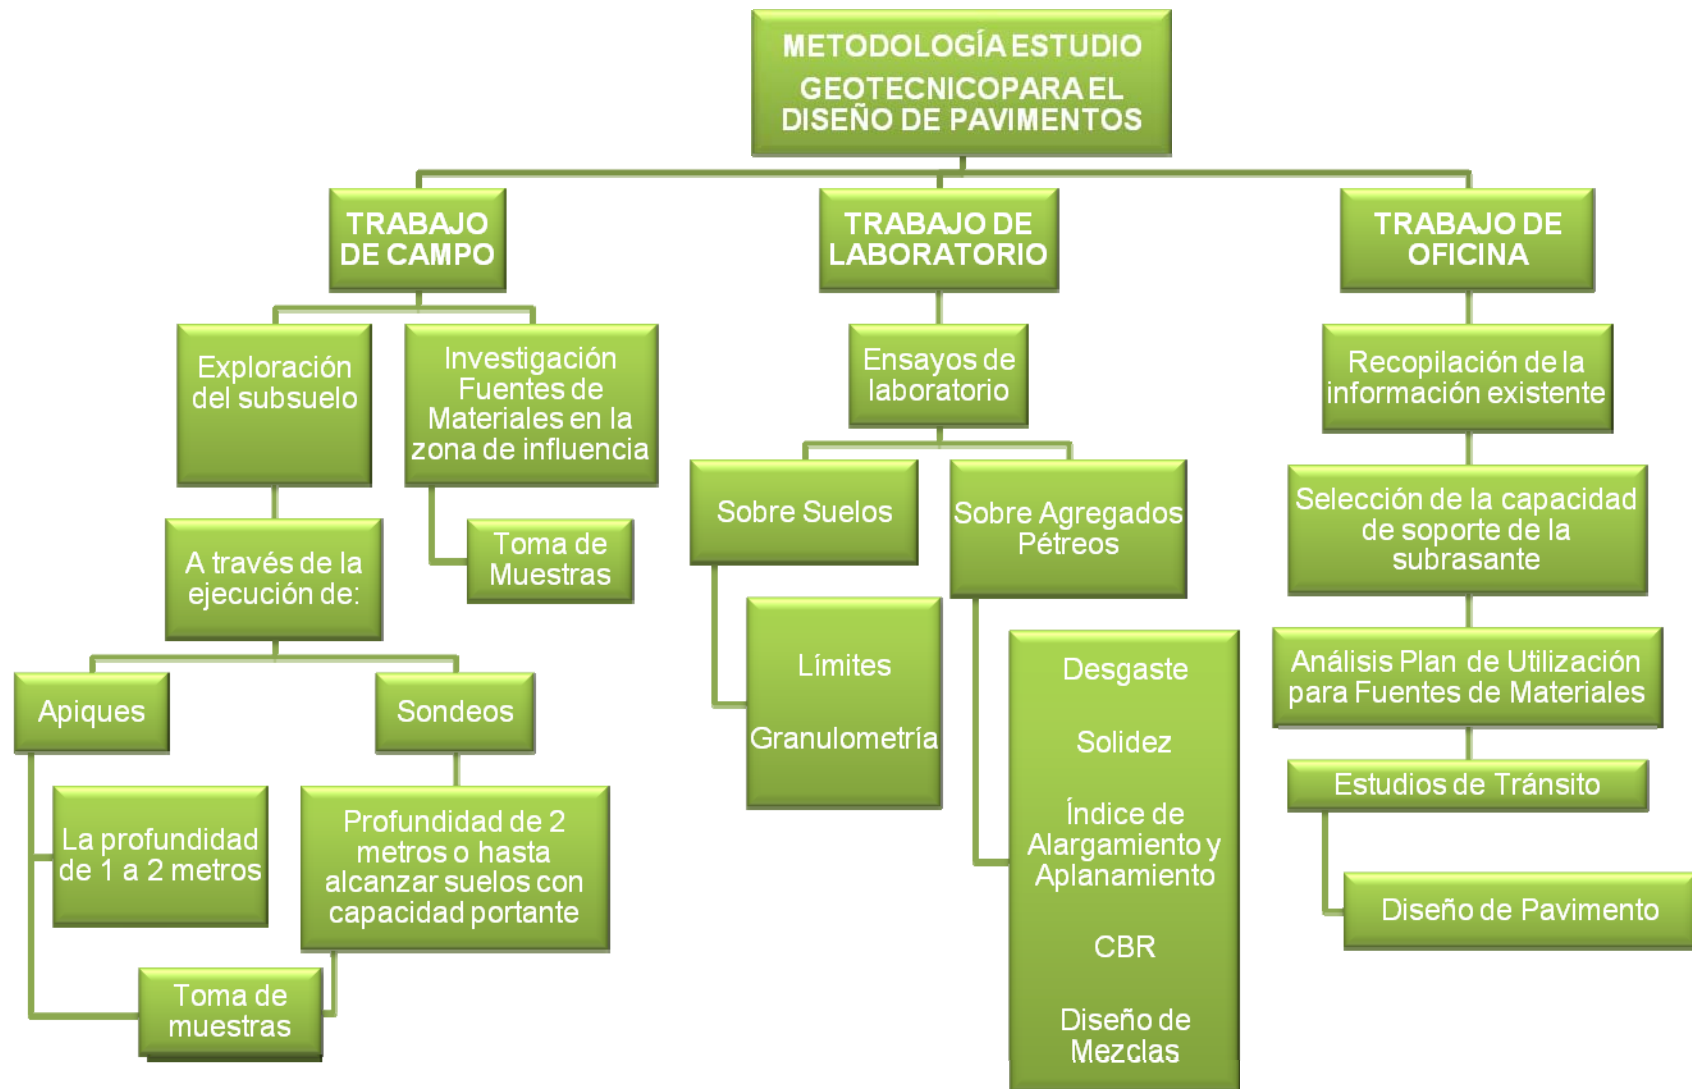 METODOLOGÍA ESTUDIO
GEOTECNICOPARA EL
DISEÑO DE PAVIMENTOS
TRABAJO
DE CAMPO
TRABAJO DE
LABORATORIO
TRABAJO DE
OFICINA
Exploración
del subsuelo
Investigación
Fuentes de
Materiales en la
zona de influencia
Ensayos de
laboratorio
Recopilación de la
información existente
A través de la
ejecución de:
Toma de
Muestras
Sobre Suelos
Sobre Agregados
Pétreos
Selección de la capacidad
de soporte de la
subrasante
Apiques
Sondeos
Límites
Granulometría
Desgaste
Solidez
Índice de
Alargamiento y
Aplanamiento
CBR
Diseño de
Mezclas
Análisis Plan de Utilización
para Fuentes de Materiales
Estudios de Tránsito
Diseño de Pavimento
La profundidad
de 1 a 2 metros
Profundidad de 2
metros o hasta
alcanzar suelos con
capacidad portante
Toma de
muestras